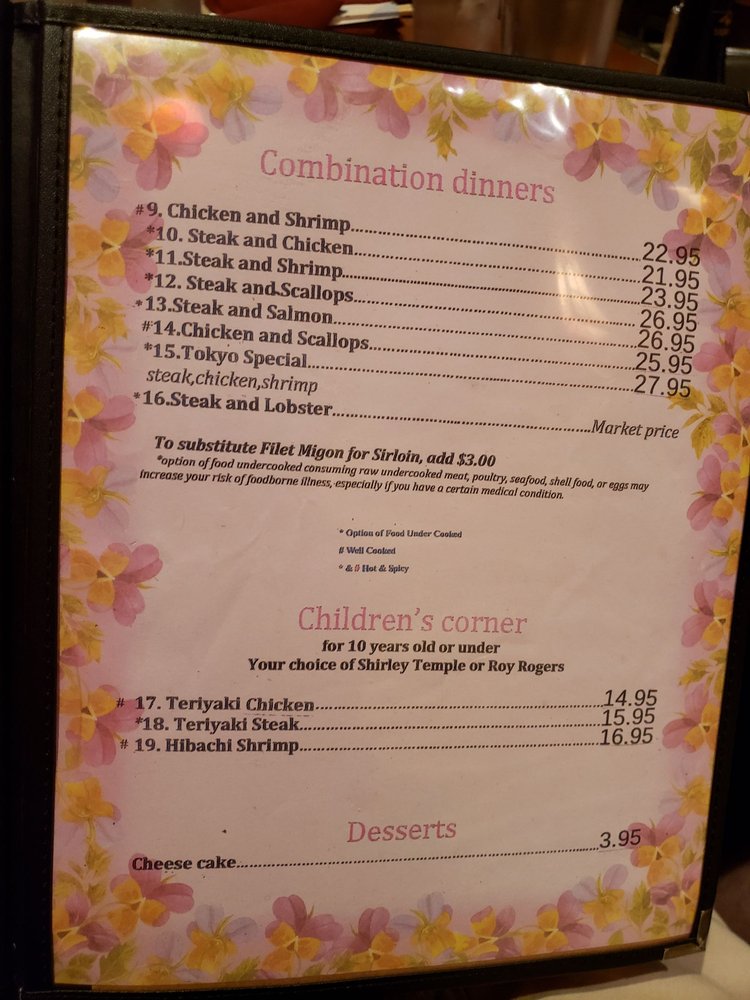 Combination dinners
#9. Chicken and Shrimp........22.95
*10. Steak and Chicken........21.95
*11.Steak and Shrimp........23.95
*12. Steak and Scallops........26.95
*13.Steak and Salmon........26.95
#14.Chicken and Scallops........25.95
*15.Tokyo Special........27.95
steak,chicken,shrimp
*16.Steak and Lobster........Market price
To substitute Filet Migon for Sirloin, add $3.00
*option of food undercooked consuming raw undercooked meat, poultry, seafood, shell food, or eggs may
increase your risk of foodborne illness, especially if you have a certain medical condition.
* Option of Food Under Cooked
# Well Cooked
* & # Hot & Spicy
Children's corner
for 10 years old or under
Your choice of Shirley Temple or Roy Rogers
# 17. Teriyaki Chicken........14.95
*18. Teriyaki Steak........15.95
# 19. Hibachi Shrimp........16.95
Desserts
Cheese cake........3.95